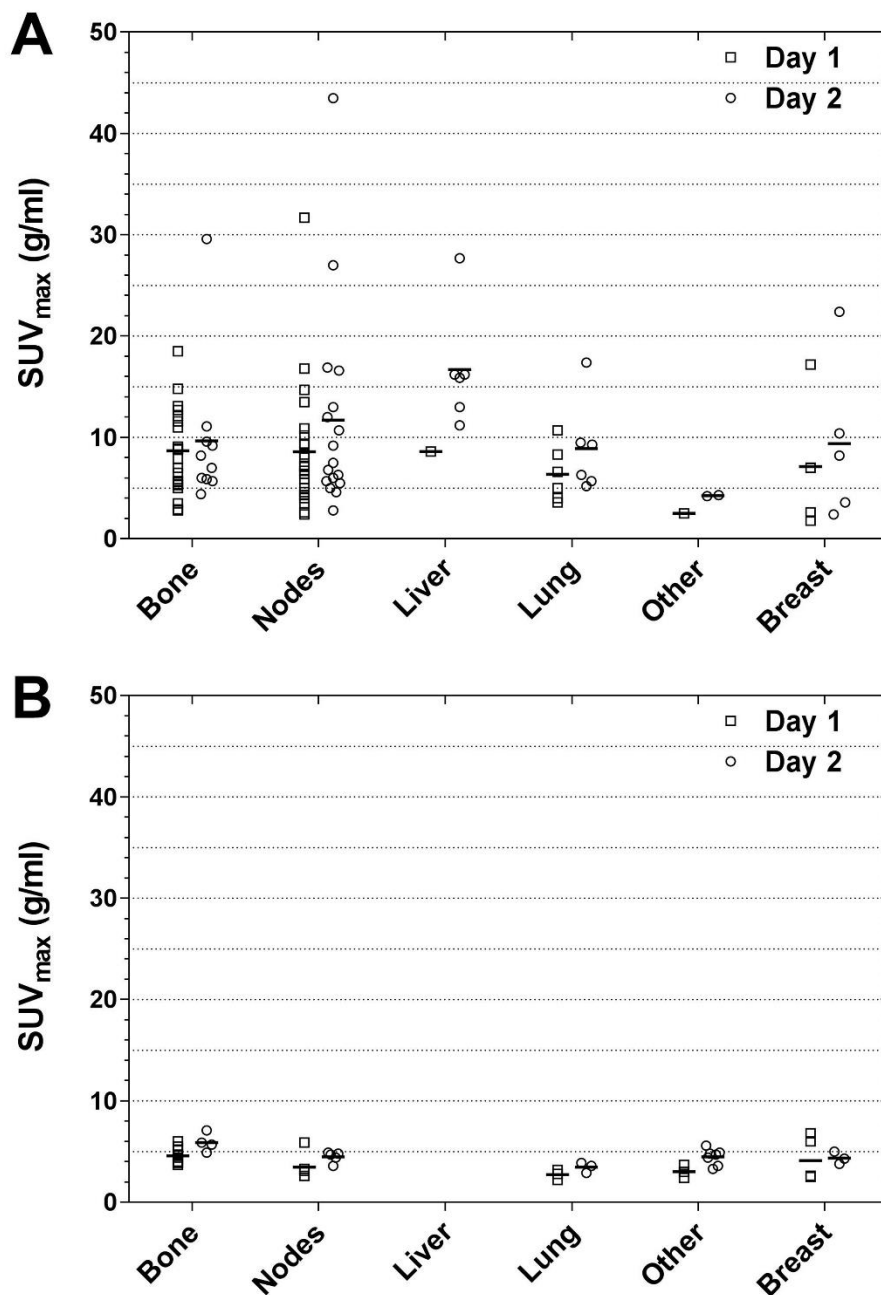 A
50
40
30
20
10
0
SUVmax (g/ml)
Day 1
Day 2
Bone
Nodes
Liver
Lung
Other
Breast
B
50
40
30
20
10
0
SUVmax (g/ml)
Day 1
Day 2
Bone
Nodes
Liver
Lung
Other
Breast